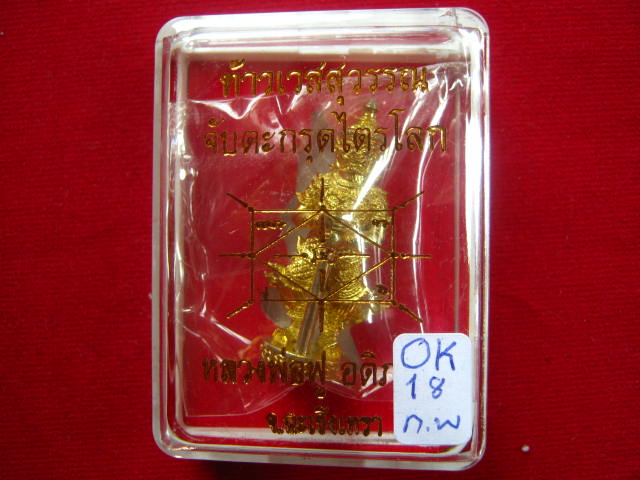 ท้าวเวสสุวรรณ
จับตะกรุดไตรโลก
หลวงพ่อฟู อติภ
จ.ฉะเชิงเทรา
OK
18
ก.พ